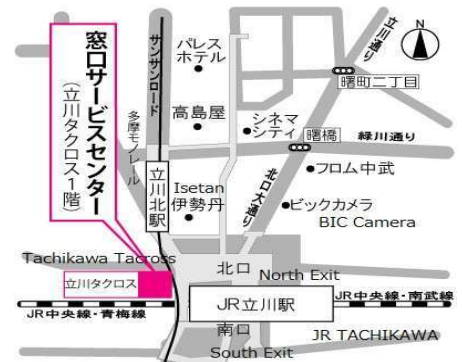 窓口サービスセンター
（立川タクロス1階）
サンサンロード
多摩モノレール
パレス
ホテル
高島屋
シネマ
シティ
立川通り
N
曙町二丁目
曙橋
緑川通り
フロム中武
北口大通り
ビックカメラ
BIC Camera
立川北駅
Isetan
伊勢丹
Tachikawa Tacross
立川タクロス
北口
North Exit
JR立川駅
JR中央線・南武線
JR中央線・青梅線
南口
South Exit
JR TACHIKAWA